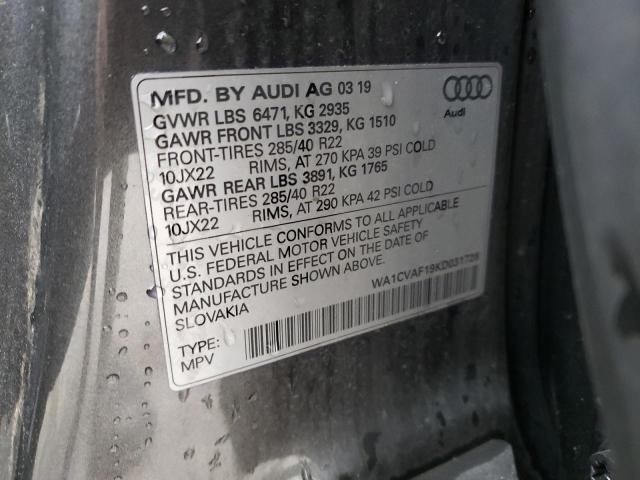 MFD. BY AUDI AG 03 19
GVWR LBS 6471, KG 2935
GAWR FRONT LBS 3329, KG 1510
FRONT-TIRES 285/40 R22
10JX22 RIMS, AT 270 KPA 39 PSI COLD
GAWR REAR LBS 3891, KG 1765
REAR-TIRES 285/40 R22
10JX22 RIMS, AT 290 KPA 42 PSI COLD
Audi
THIS VEHICLE CONFORMS TO ALL APPLICABLE
U.S. FEDERAL MOTOR VEHICLE SAFETY
STANDARDS IN EFFECT ON THE DATE OF
MANUFACTURE SHOWN ABOVE.
SLOVAKIA
WA1CVAF19KD031728
TYPE:
MPV